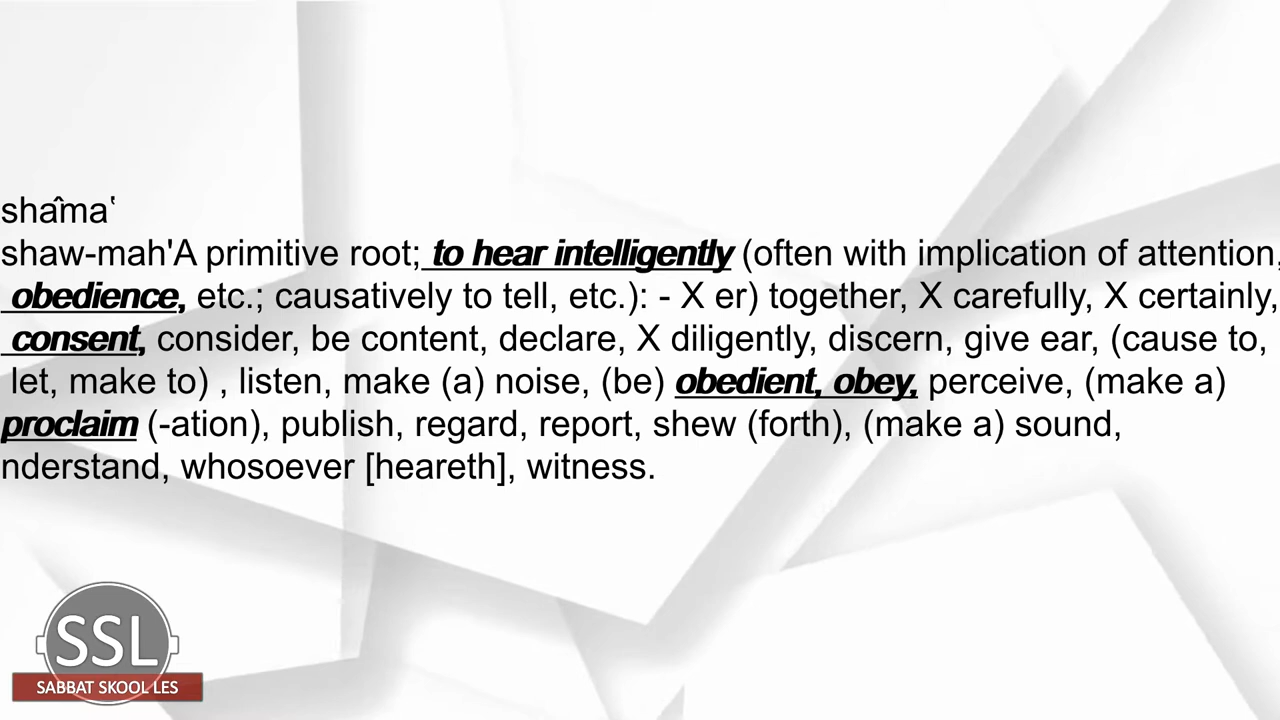 sha̅̂maʽ
shaw-mah'A primitive root; to hear intelligently (often with implication of attention,
obedience, etc.; causatively to tell, etc.): - X er) together, X carefully, X certainly,
consent, consider, be content, declare, X diligently, discern, give ear, (cause to,
let, make to) , listen, make (a) noise, (be) obedient, obey, perceive, (make a)
proclaim (-ation), publish, regard, report, shew (forth), (make a) sound,
nderstand, whosoever [heareth], witness.
SSL
SABBAT SKOOL LES